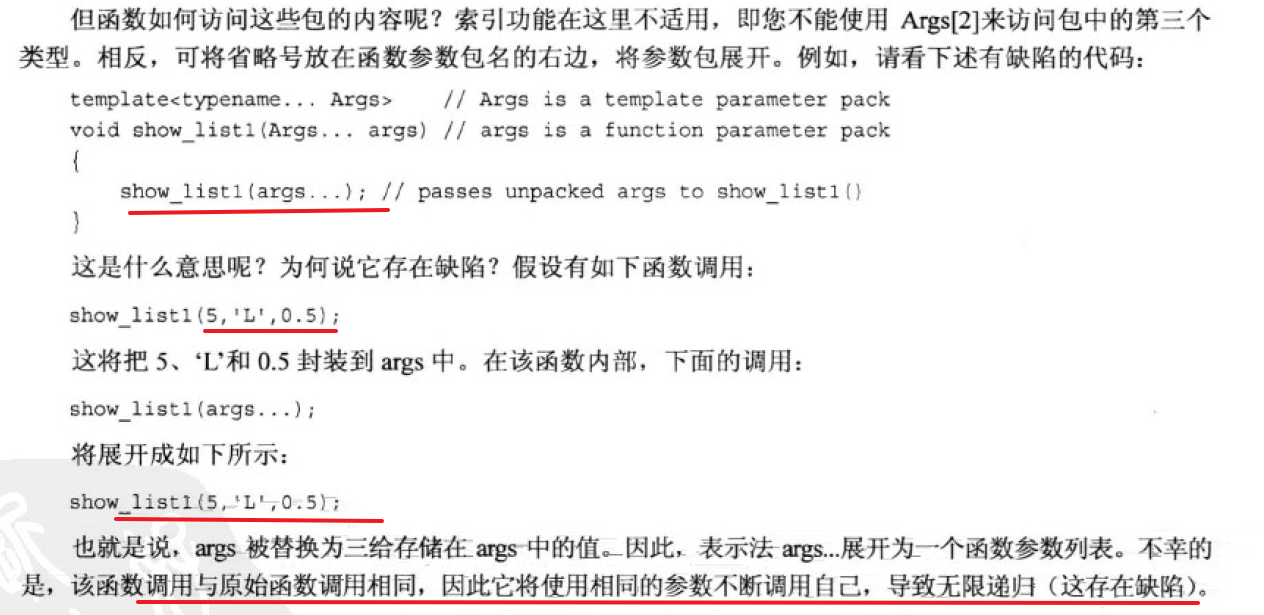 但函数如何访问这些包的内容呢？索引功能在这里不适用，即您不能使用 Args[2]来访问包中的第三个
类型。相反，可将省略号放在函数参数包名的右边，将参数包展开。例如，请看下述有缺陷的代码：
template<typename... Args>    // Args is a template parameter pack
void show_list1(Args... args) // args is a function parameter pack
{
    show_list1(args...); // passes unpacked args to show_list1()
}
这是什么意思呢？为何说它存在缺陷？假设有如下函数调用：
show_list1(5,'L',0.5);
这将把 5、‘L’和 0.5 封装到 args 中。在该函数内部，下面的调用：
show_list1(args...);
将展开成如下所示：
show_list1(5,'L',0.5);
也就是说，args 被替换为三给存储在 args 中的值。因此，表示法 args...展开为一个函数参数列表。不幸的
是，该函数调用与原始函数调用相同，因此它将使用相同的参数不断调用自己，导致无限递归（这存在缺陷）。